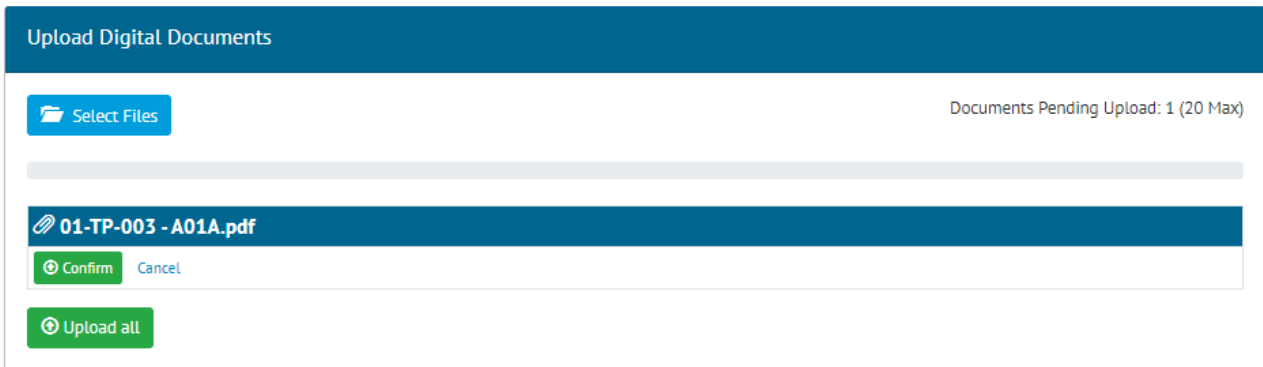 Upload Digital Documents
Select Files
Documents Pending Upload: 1 (20 Max)
01-TP-003 - A01A.pdf
Confirm Cancel
Upload all